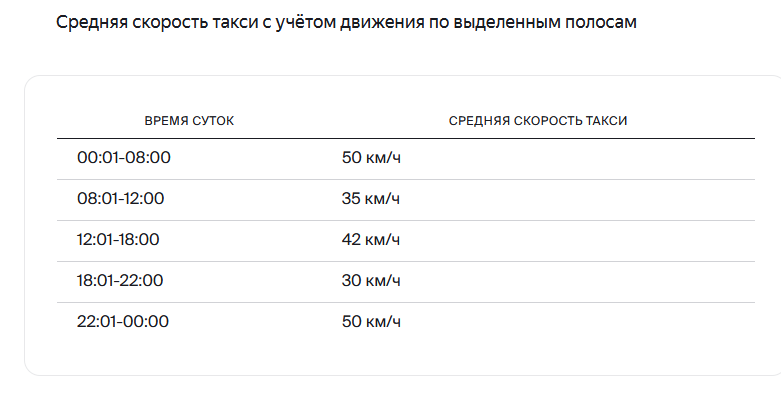 Средняя скорость такси с учётом движения по выделенным полосам
ВРЕМЯ СУТОК СРЕДНЯЯ СКОРОСТЬ ТАКСИ
00:01-08:00 50 км/ч
08:01-12:00 35 км/ч
12:01-18:00 42 км/ч
18:01-22:00 30 км/ч
22:01-00:00 50 км/ч